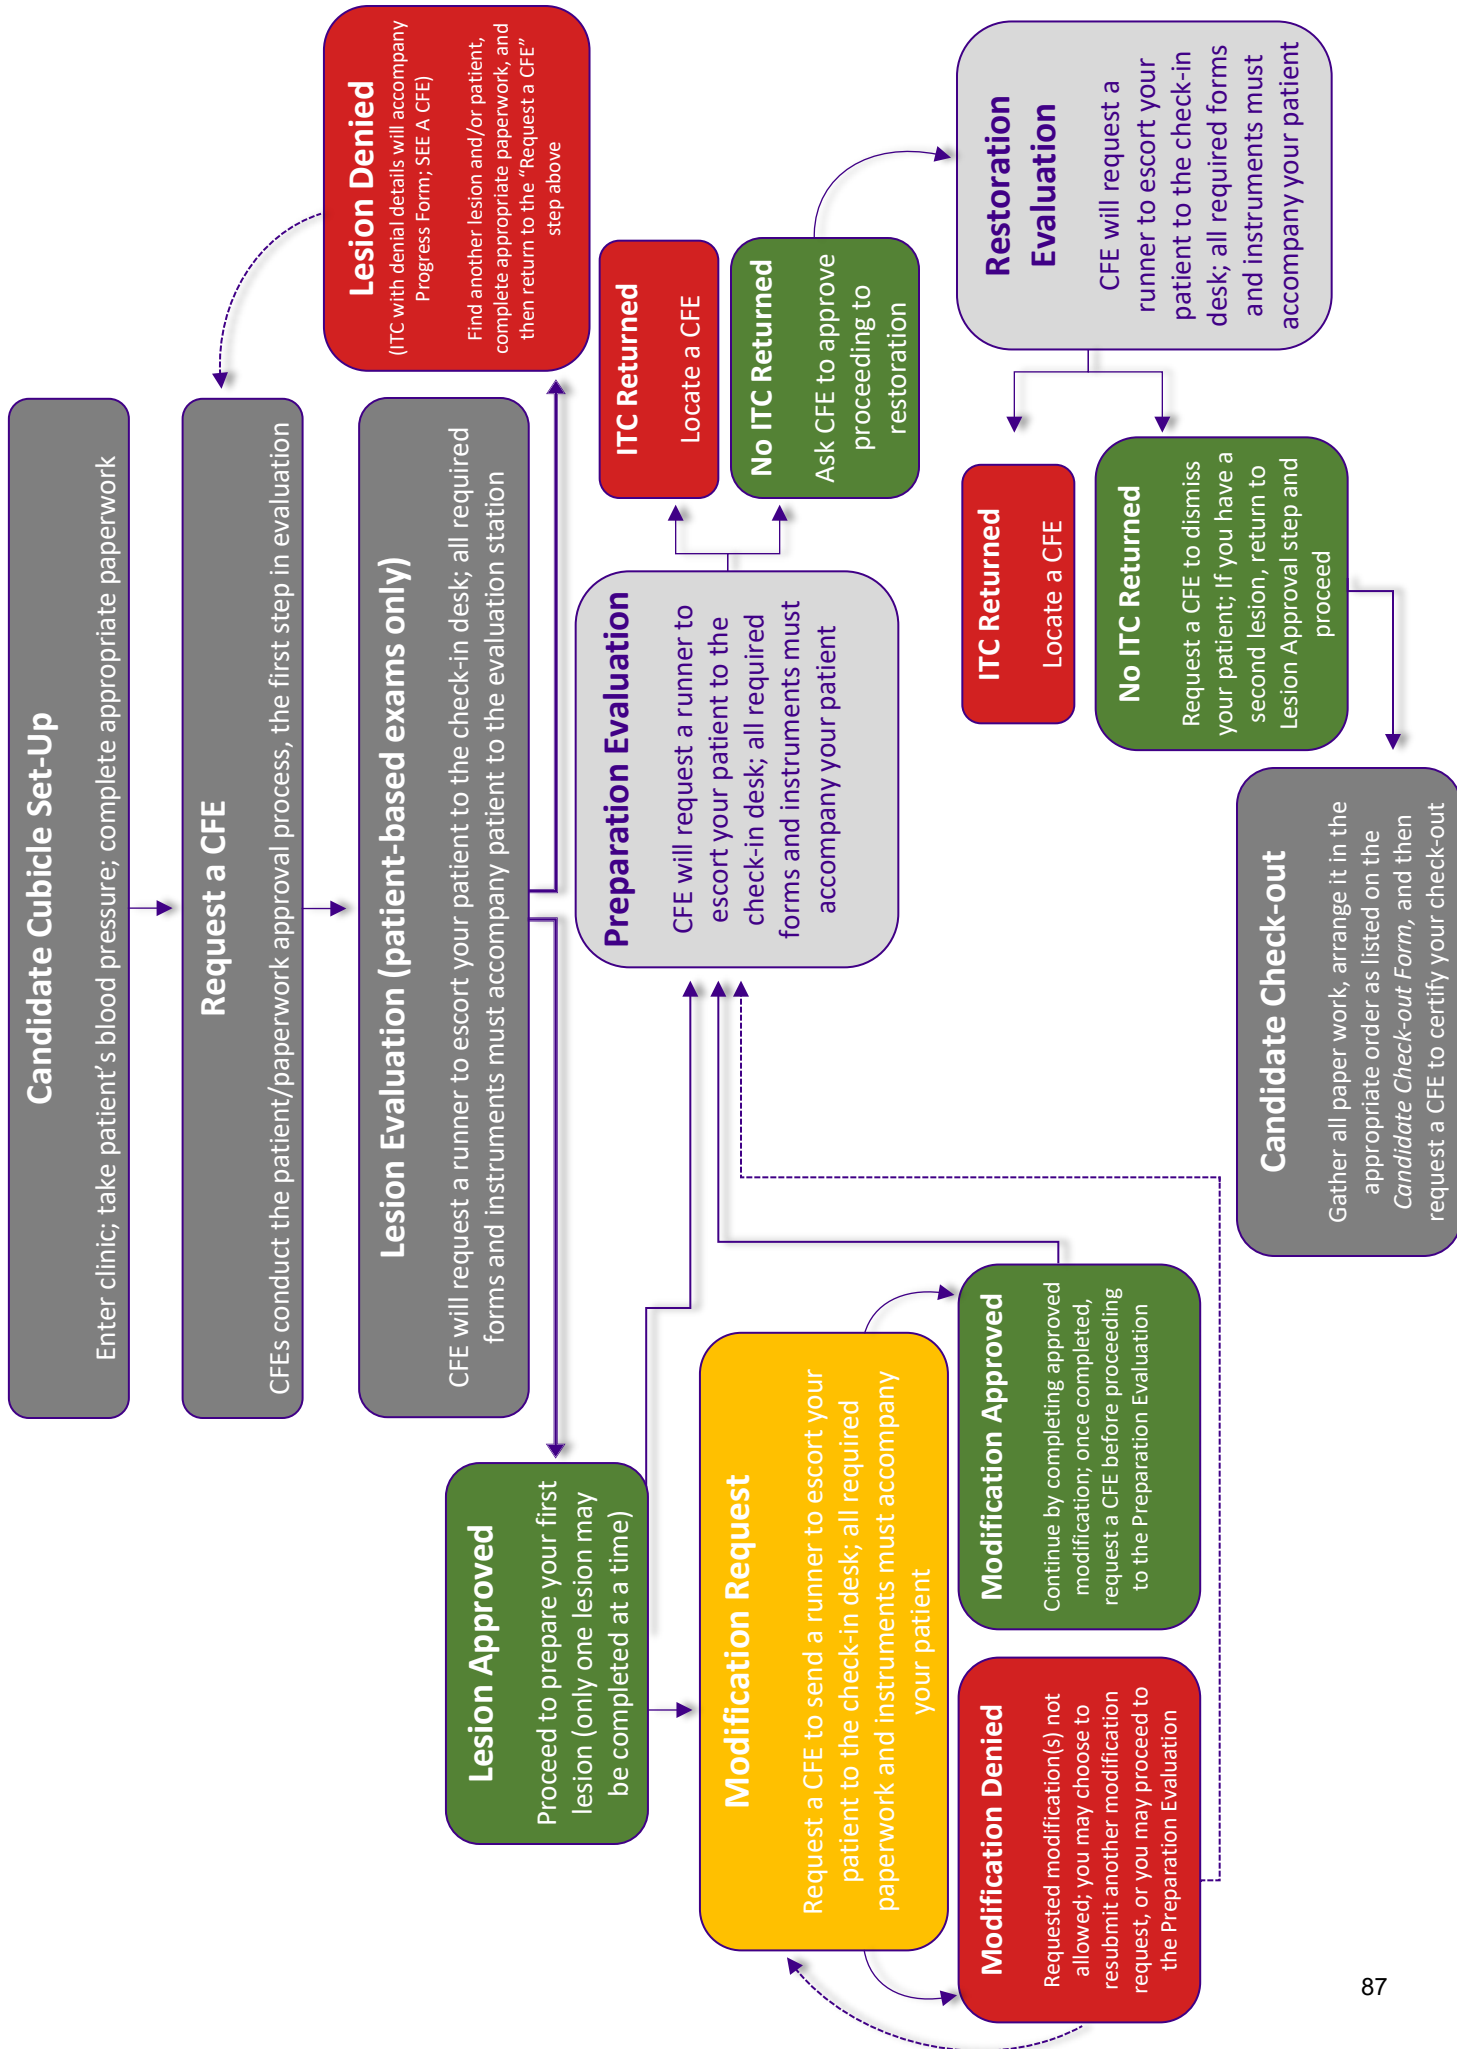 Candidate Cubicle Set-Up
Enter clinic; take patient’s blood pressure; complete appropriate paperwork
Request a CFE
CFEs conduct the patient/paperwork approval process, the first step in evaluation
Lesion Evaluation (patient-based exams only)
CFE will request a runner to escort your patient to the check-in desk; all required
forms and instruments must accompany patient to the evaluation station
Lesion Denied
(ITC with denial details will accompany
Progress Form; SEE A CFE)
Find another lesion and/or patient,
complete appropriate paperwork, and
then return to the “Request a CFE”
step above
Lesion Approved
Proceed to prepare your first
lesion (only one lesion may
be completed at a time)
Modification Request
Request a CFE to send a runner to escort your
patient to the check-in desk; all required
paperwork and instruments must accompany
your patient
Modification Denied
Requested modification(s) not
allowed; you may choose to
resubmit another modification
request, or you may proceed to
the Preparation Evaluation
Modification Approved
Continue by completing approved
modification; once completed,
request a CFE before proceeding
to the Preparation Evaluation
Preparation Evaluation
CFE will request a runner to
escort your patient to the
check-in desk; all required
forms and instruments must
accompany your patient
ITC Returned
Locate a CFE
No ITC Returned
Ask CFE to approve
proceeding to
restoration
Restoration
Evaluation
CFE will request a
runner to escort your
patient to the check-in
desk; all required forms
and instruments must
accompany your patient
ITC Returned
Locate a CFE
No ITC Returned
Request a CFE to dismiss
your patient; If you have a
second lesion, return to
Lesion Approval step and
proceed
Candidate Check-out
Gather all paper work, arrange it in the
appropriate order as listed on the
Candidate Check-out Form, and then
request a CFE to certify your check-out
87